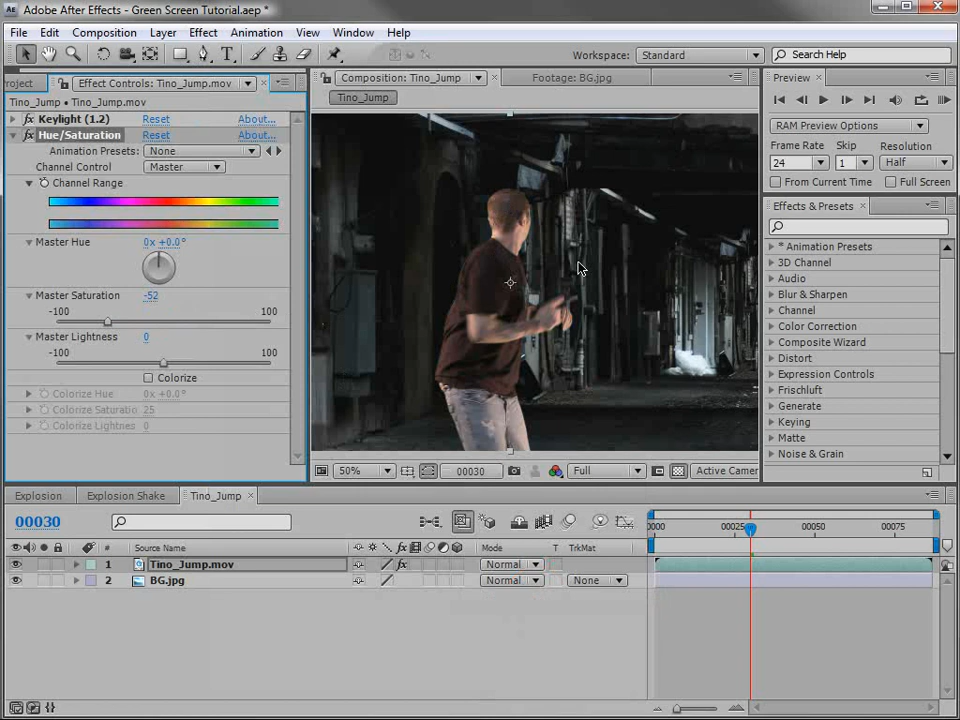 Adobe After Effects - Green Screen Tutorial.aep *
File Edit Composition Layer Effect Animation View Window Help
Workspace: Standard Search Help
roject Effect Controls: Tino_Jump.mov
Tino_Jump • Tino_Jump.mov
Keylight (1.2) Reset About...
Hue/Saturation Reset About...
Animation Presets: None
Channel Control Master
Channel Range
Master Hue 0x +0.0°
Master Saturation -52
-100 100
Master Lightness 0
-100 100
Colorize
Colorize Hue 0x +0.0°
Colorize Saturatio 25
Colorize Lightnes 0
Composition: Tino_Jump Footage: BG.jpg
Tino_Jump
50% 00030 Full Active Camer
Preview
RAM Preview Options
Frame Rate Skip Resolution
24 1 Half
From Current Time Full Screen
Effects & Presets
* Animation Presets
3D Channel
Audio
Blur & Sharpen
Channel
Color Correction
Composite Wizard
Distort
Expression Controls
Frischluft
Generate
Keying
Matte
Noise & Grain
Explosion Explosion Shake Tino_Jump
00030
0000 00025 00050 00075
# Source Name fx Mode T TrkMat
1 Tino_Jump.mov fx Normal
2 BG.jpg Normal None